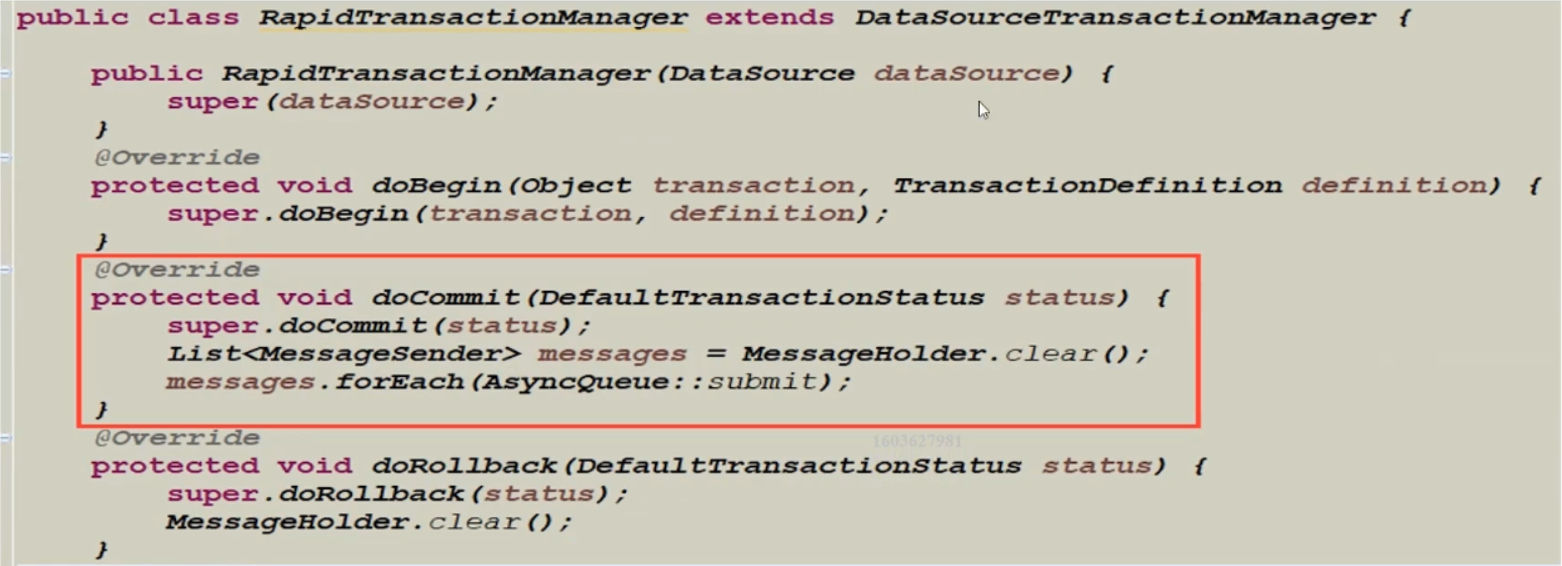 public class RapidTransactionManager extends DataSourceTransactionManager {
public RapidTransactionManager(DataSource dataSource) {
super(dataSource);
}
@Override
protected void doBegin(Object transaction, TransactionDefinition definition) {
super.doBegin(transaction, definition);
}
@Override
protected void doCommit(DefaultTransactionStatus status) {
super.doCommit(status);
List<MessageSender> messages = MessageHolder.clear();
messages.forEach(AsyncQueue::submit);
}
@Override
1603627981
protected void doRollback(DefaultTransactionStatus status) {
super.doRollback(status);
MessageHolder.clear();
}